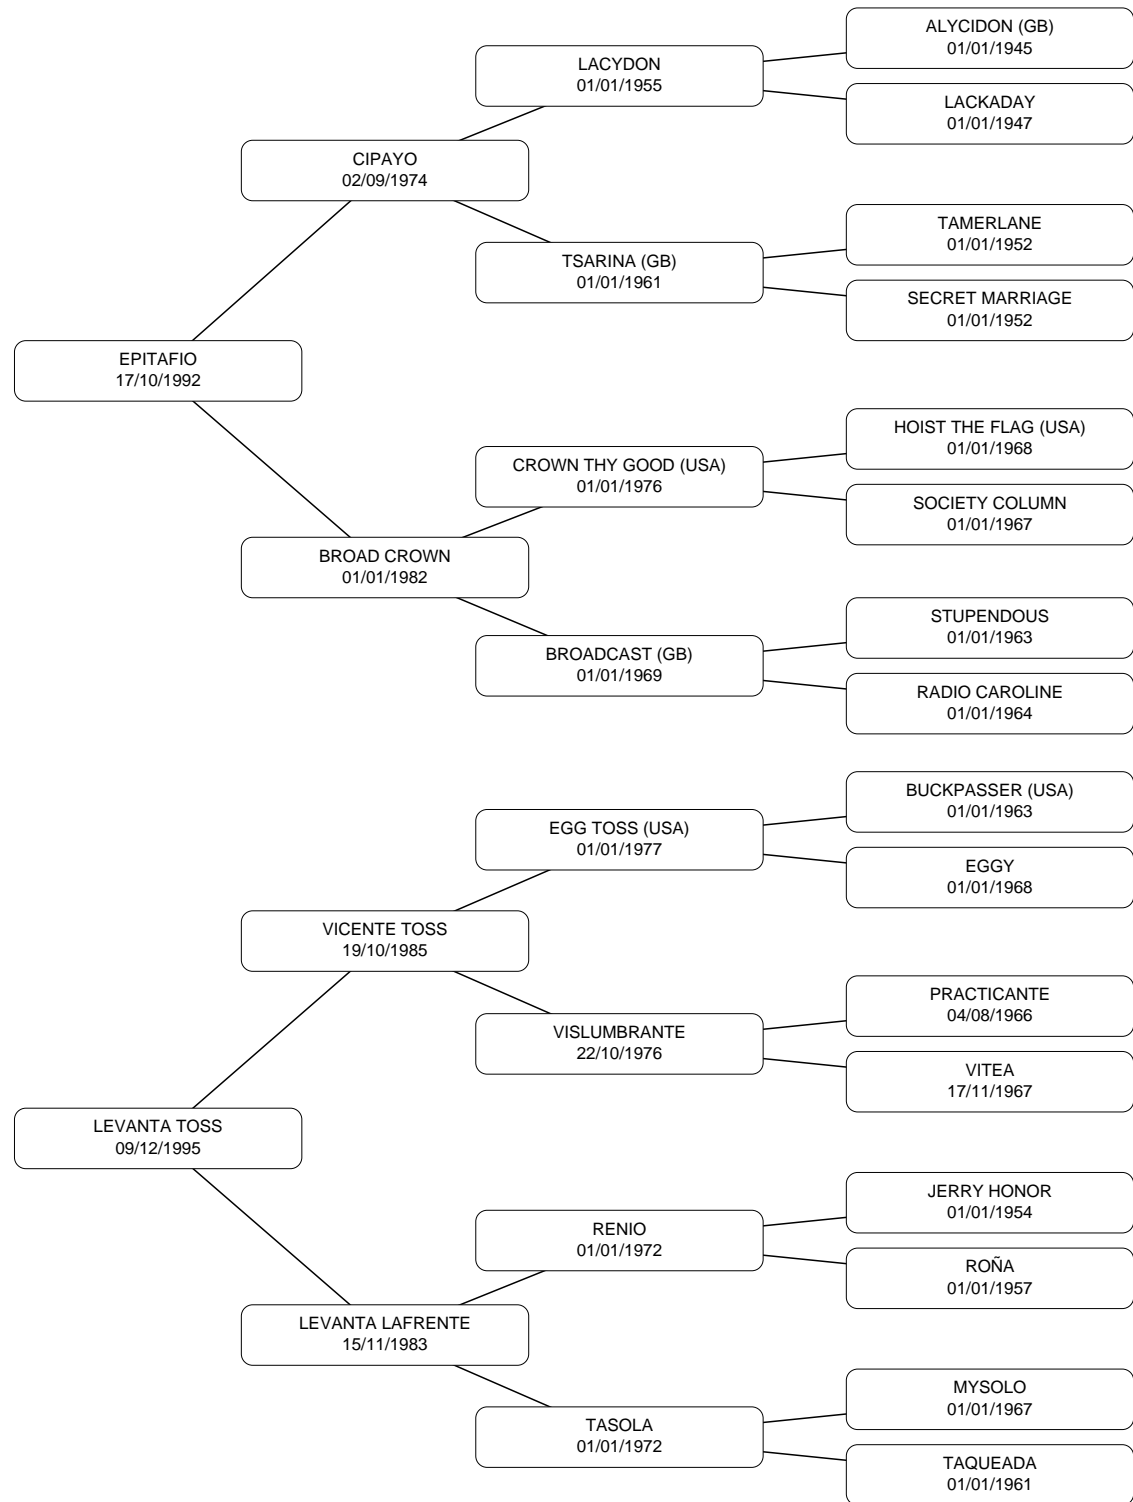 ALYCIDON (GB)
01/01/1945
LACYDON
01/01/1955
LACKADAY
01/01/1947
CIPAYO
02/09/1974
TAMERLANE
01/01/1952
TSARINA (GB)
01/01/1961
SECRET MARRIAGE
01/01/1952
EPITAFIO
17/10/1992
HOIST THE FLAG (USA)
01/01/1968
CROWN THY GOOD (USA)
01/01/1976
SOCIETY COLUMN
01/01/1967
BROAD CROWN
01/01/1982
STUPENDOUS
01/01/1963
BROADCAST (GB)
01/01/1969
RADIO CAROLINE
01/01/1964
BUCKPASSER (USA)
01/01/1963
EGG TOSS (USA)
01/01/1977
EGGY
01/01/1968
VICENTE TOSS
19/10/1985
PRACTICANTE
04/08/1966
VISLUMBRANTE
22/10/1976
VITEA
17/11/1967
LEVANTA TOSS
09/12/1995
JERRY HONOR
01/01/1954
RENIO
01/01/1972
ROÑA
01/01/1957
LEVANTA LAFRENTE
15/11/1983
MYSOLO
01/01/1967
TASOLA
01/01/1972
TAQUEADA
01/01/1961